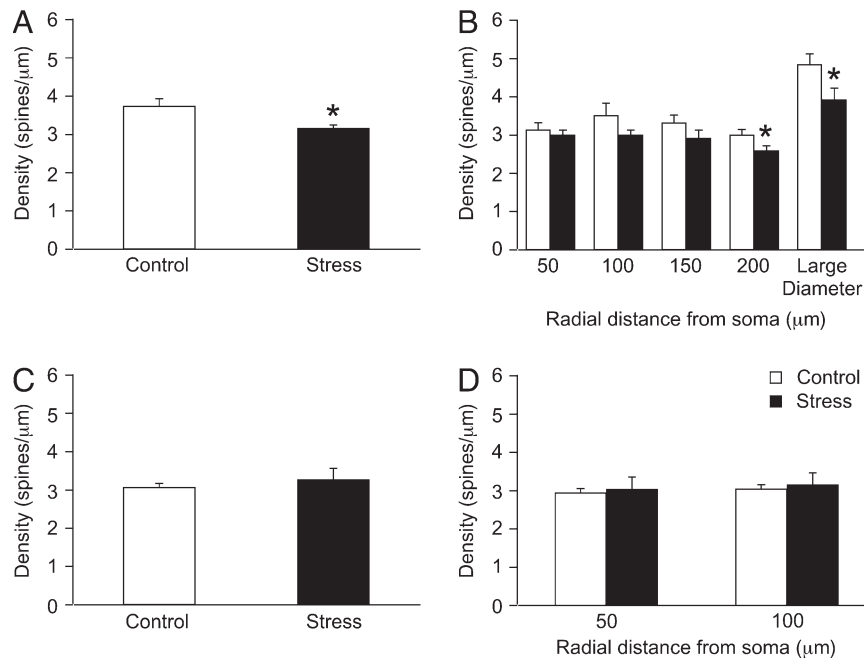 A
Density (spines/µm)
6
5
4
3
2
1
0
*
Control Stress
B
Density (spines/µm)
6
5
4
3
2
1
0
*
*
50 100 150 200 Large
Diameter
Radial distance from soma (µm)
C
Density (spines/µm)
6
5
4
3
2
1
0
Control Stress
D
Density (spines/µm)
6
5
4
3
2
1
0
Control
Stress
50 100
Radial distance from soma (µm)